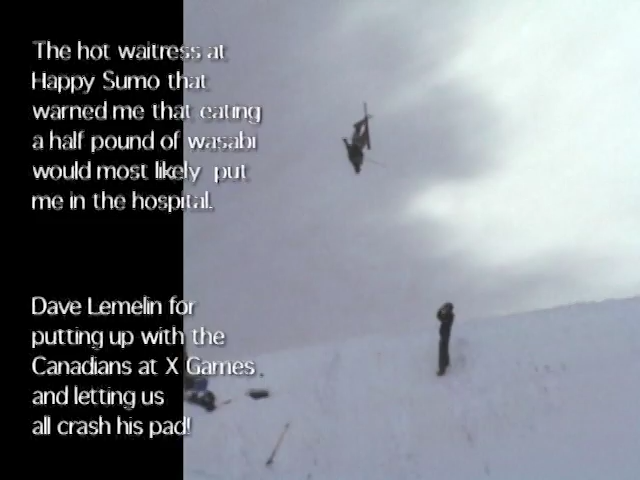 The hot waitress at
Happy Sumo that
warned me that eating
a half pound of wasabi
would most likely put
me in the hospital.
Dave Lemelin for
putting up with the
Canadians at X Games
and letting us
all crash his pad!